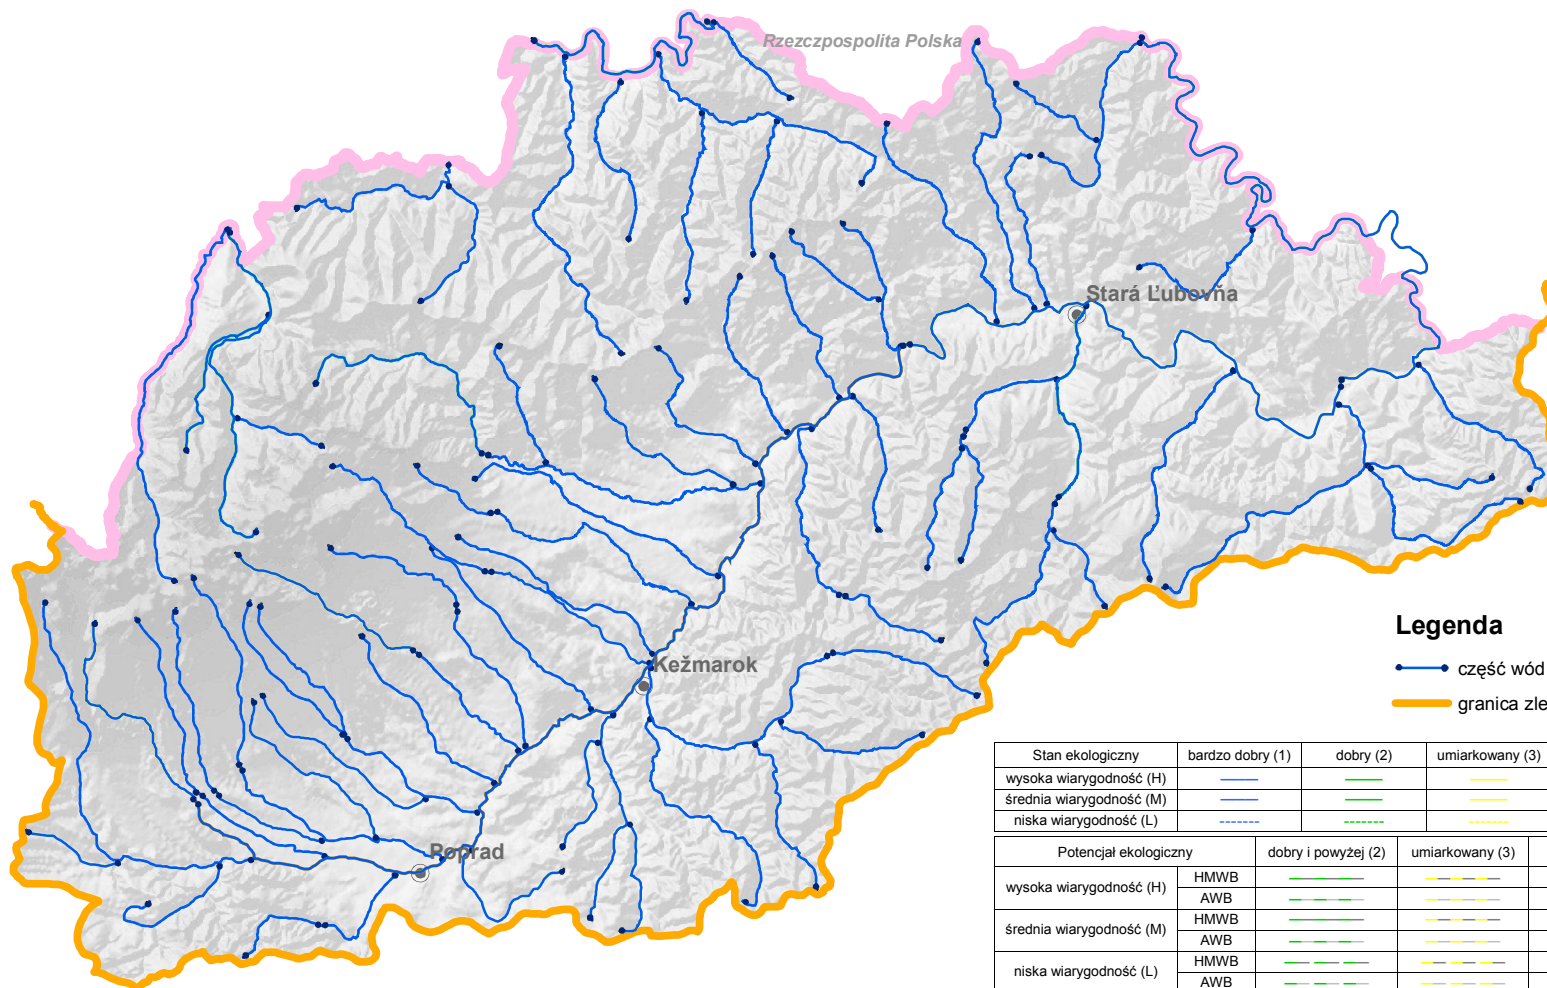 Rzezczpospolita Polska
Stará Ľubovňa
Kežmarok
Poprad
Legenda
część wód
granica zle
Stan ekologiczny bardzo dobry (1) dobry (2) umiarkowany (3)
wysoka wiarygodność (H)
średnia wiarygodność (M)
niska wiarygodność (L)
Potencjał ekologiczny dobry i powyżej (2) umiarkowany (3)
wysoka wiarygodność (H) HMWB
AWB
średnia wiarygodność (M) HMWB
AWB
niska wiarygodność (L) HMWB
AWB